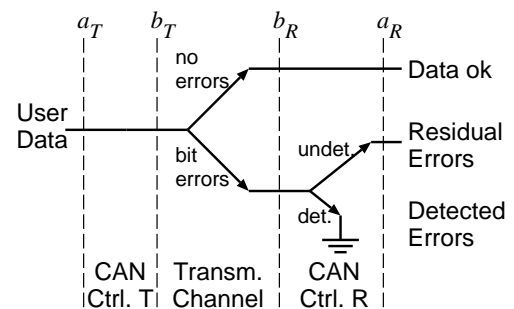 a_T b_T b_R a_R
no
errors
Data ok
User
Data
bit
errors
undet.
Residual
Errors
det.
Detected
Errors
CAN
Ctrl. T
Transm.
Channel
CAN
Ctrl. R